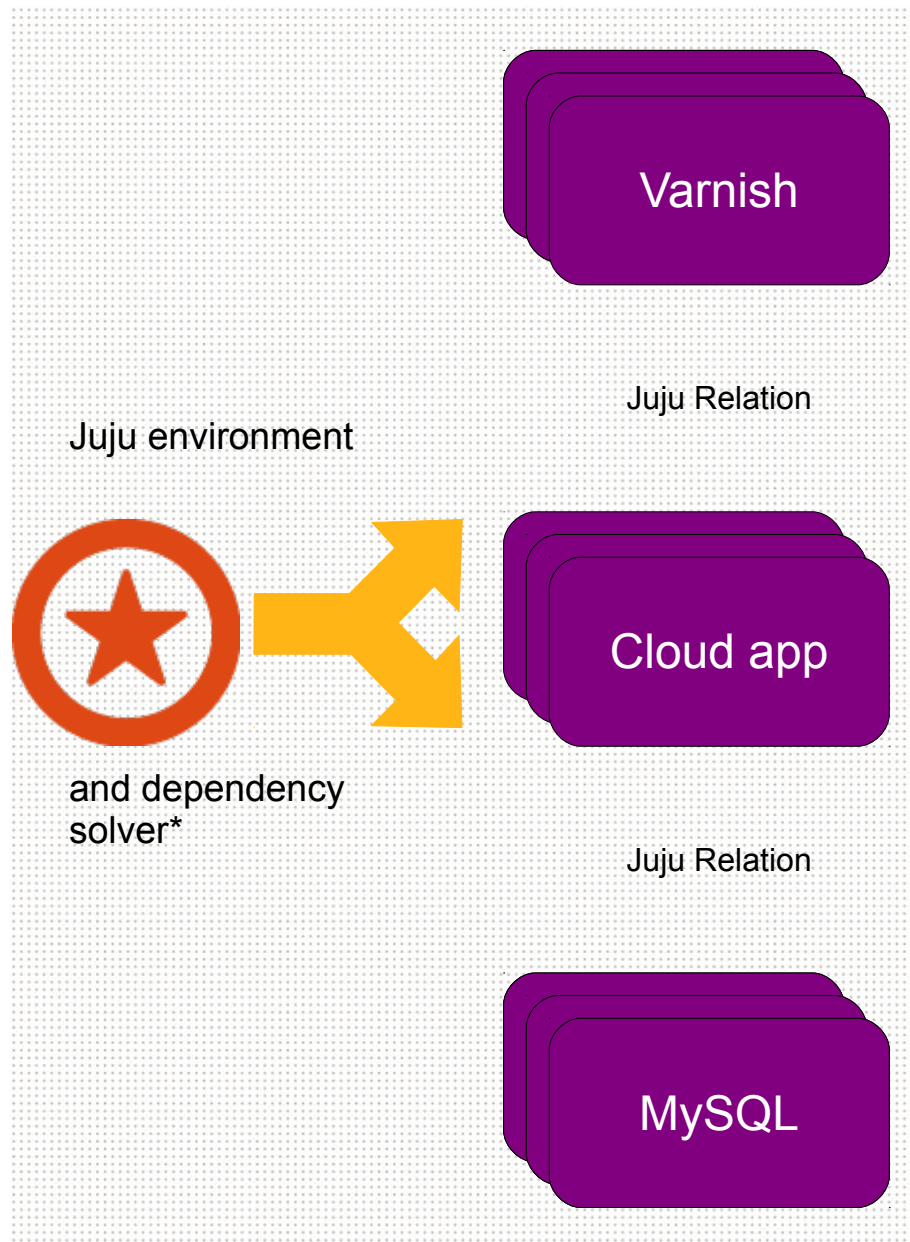 Varnish
Juju Relation
Juju environment
Cloud app
and dependency
solver*
Juju Relation
MySQL